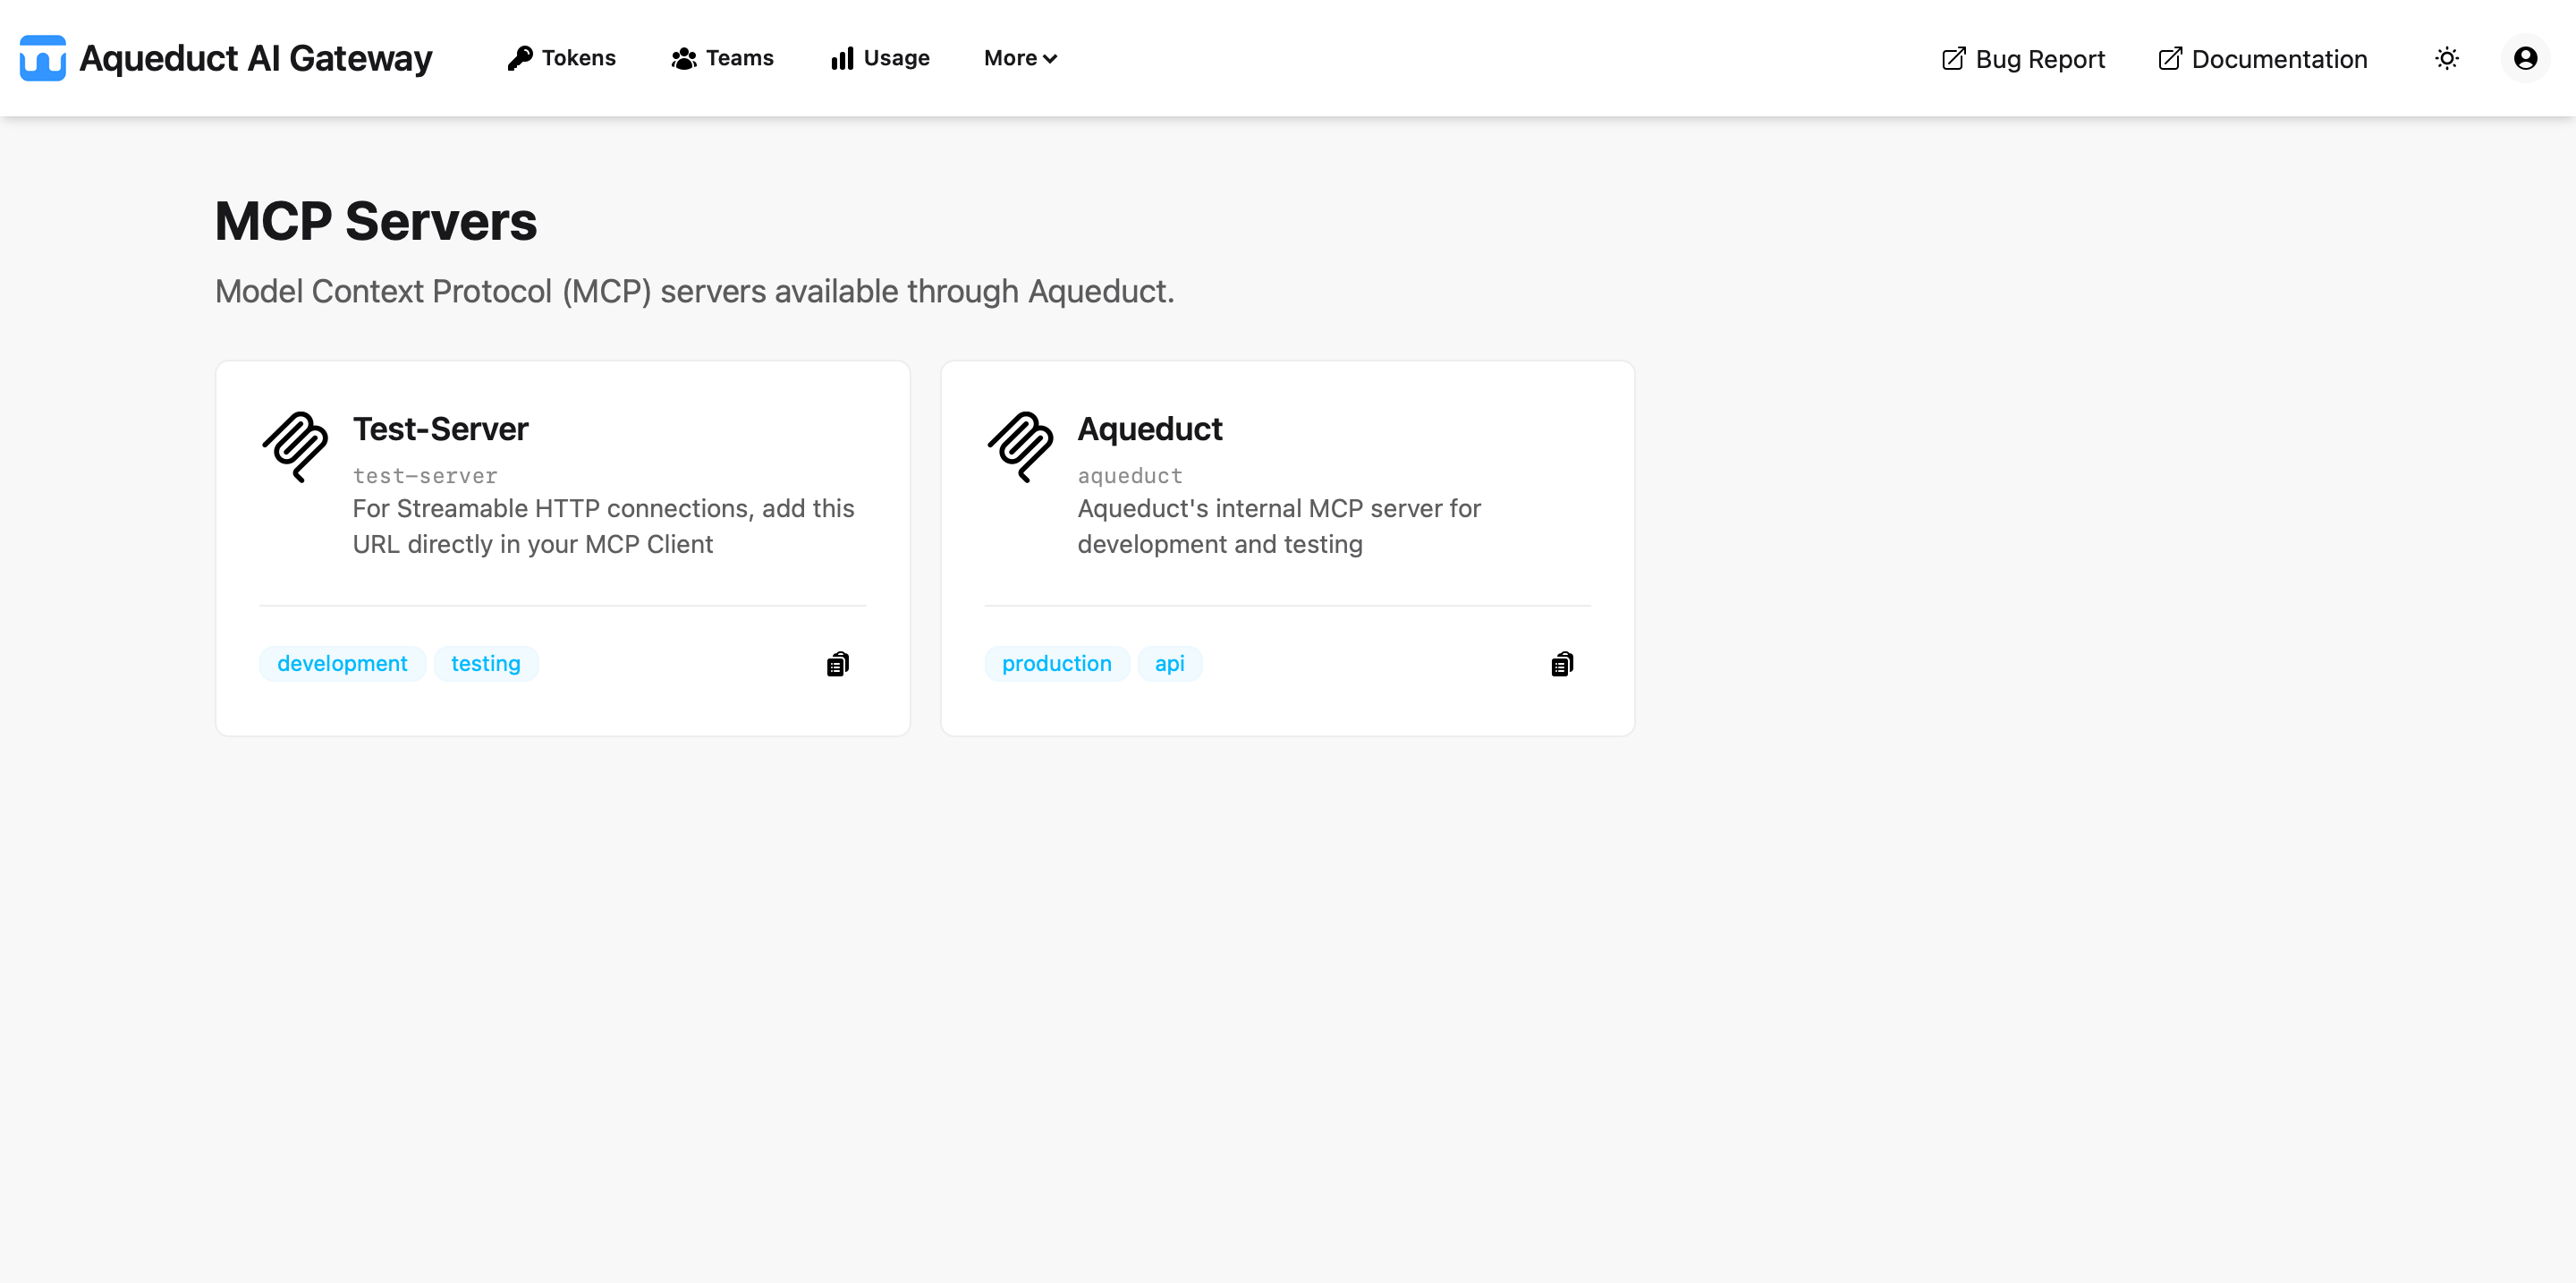 Aqueduct AI Gateway
Tokens
Teams
Usage
More
Bug Report
Documentation
MCP Servers
Model Context Protocol (MCP) servers available through Aqueduct.
Test-Server
test-server
For Streamable HTTP connections, add this
URL directly in your MCP Client
development
testing
Aqueduct
aqueduct
Aqueduct's internal MCP server for
development and testing
production
api